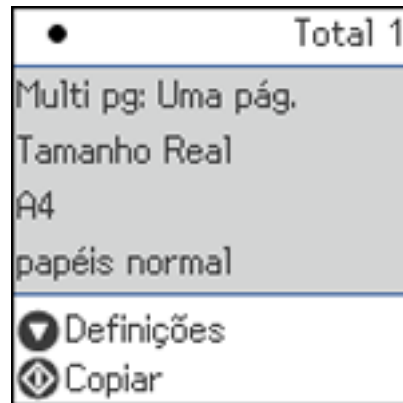 Total 1
Multi pg: Uma pág.
Tamanho Real
A4
papéis normal
Definições
Copiar